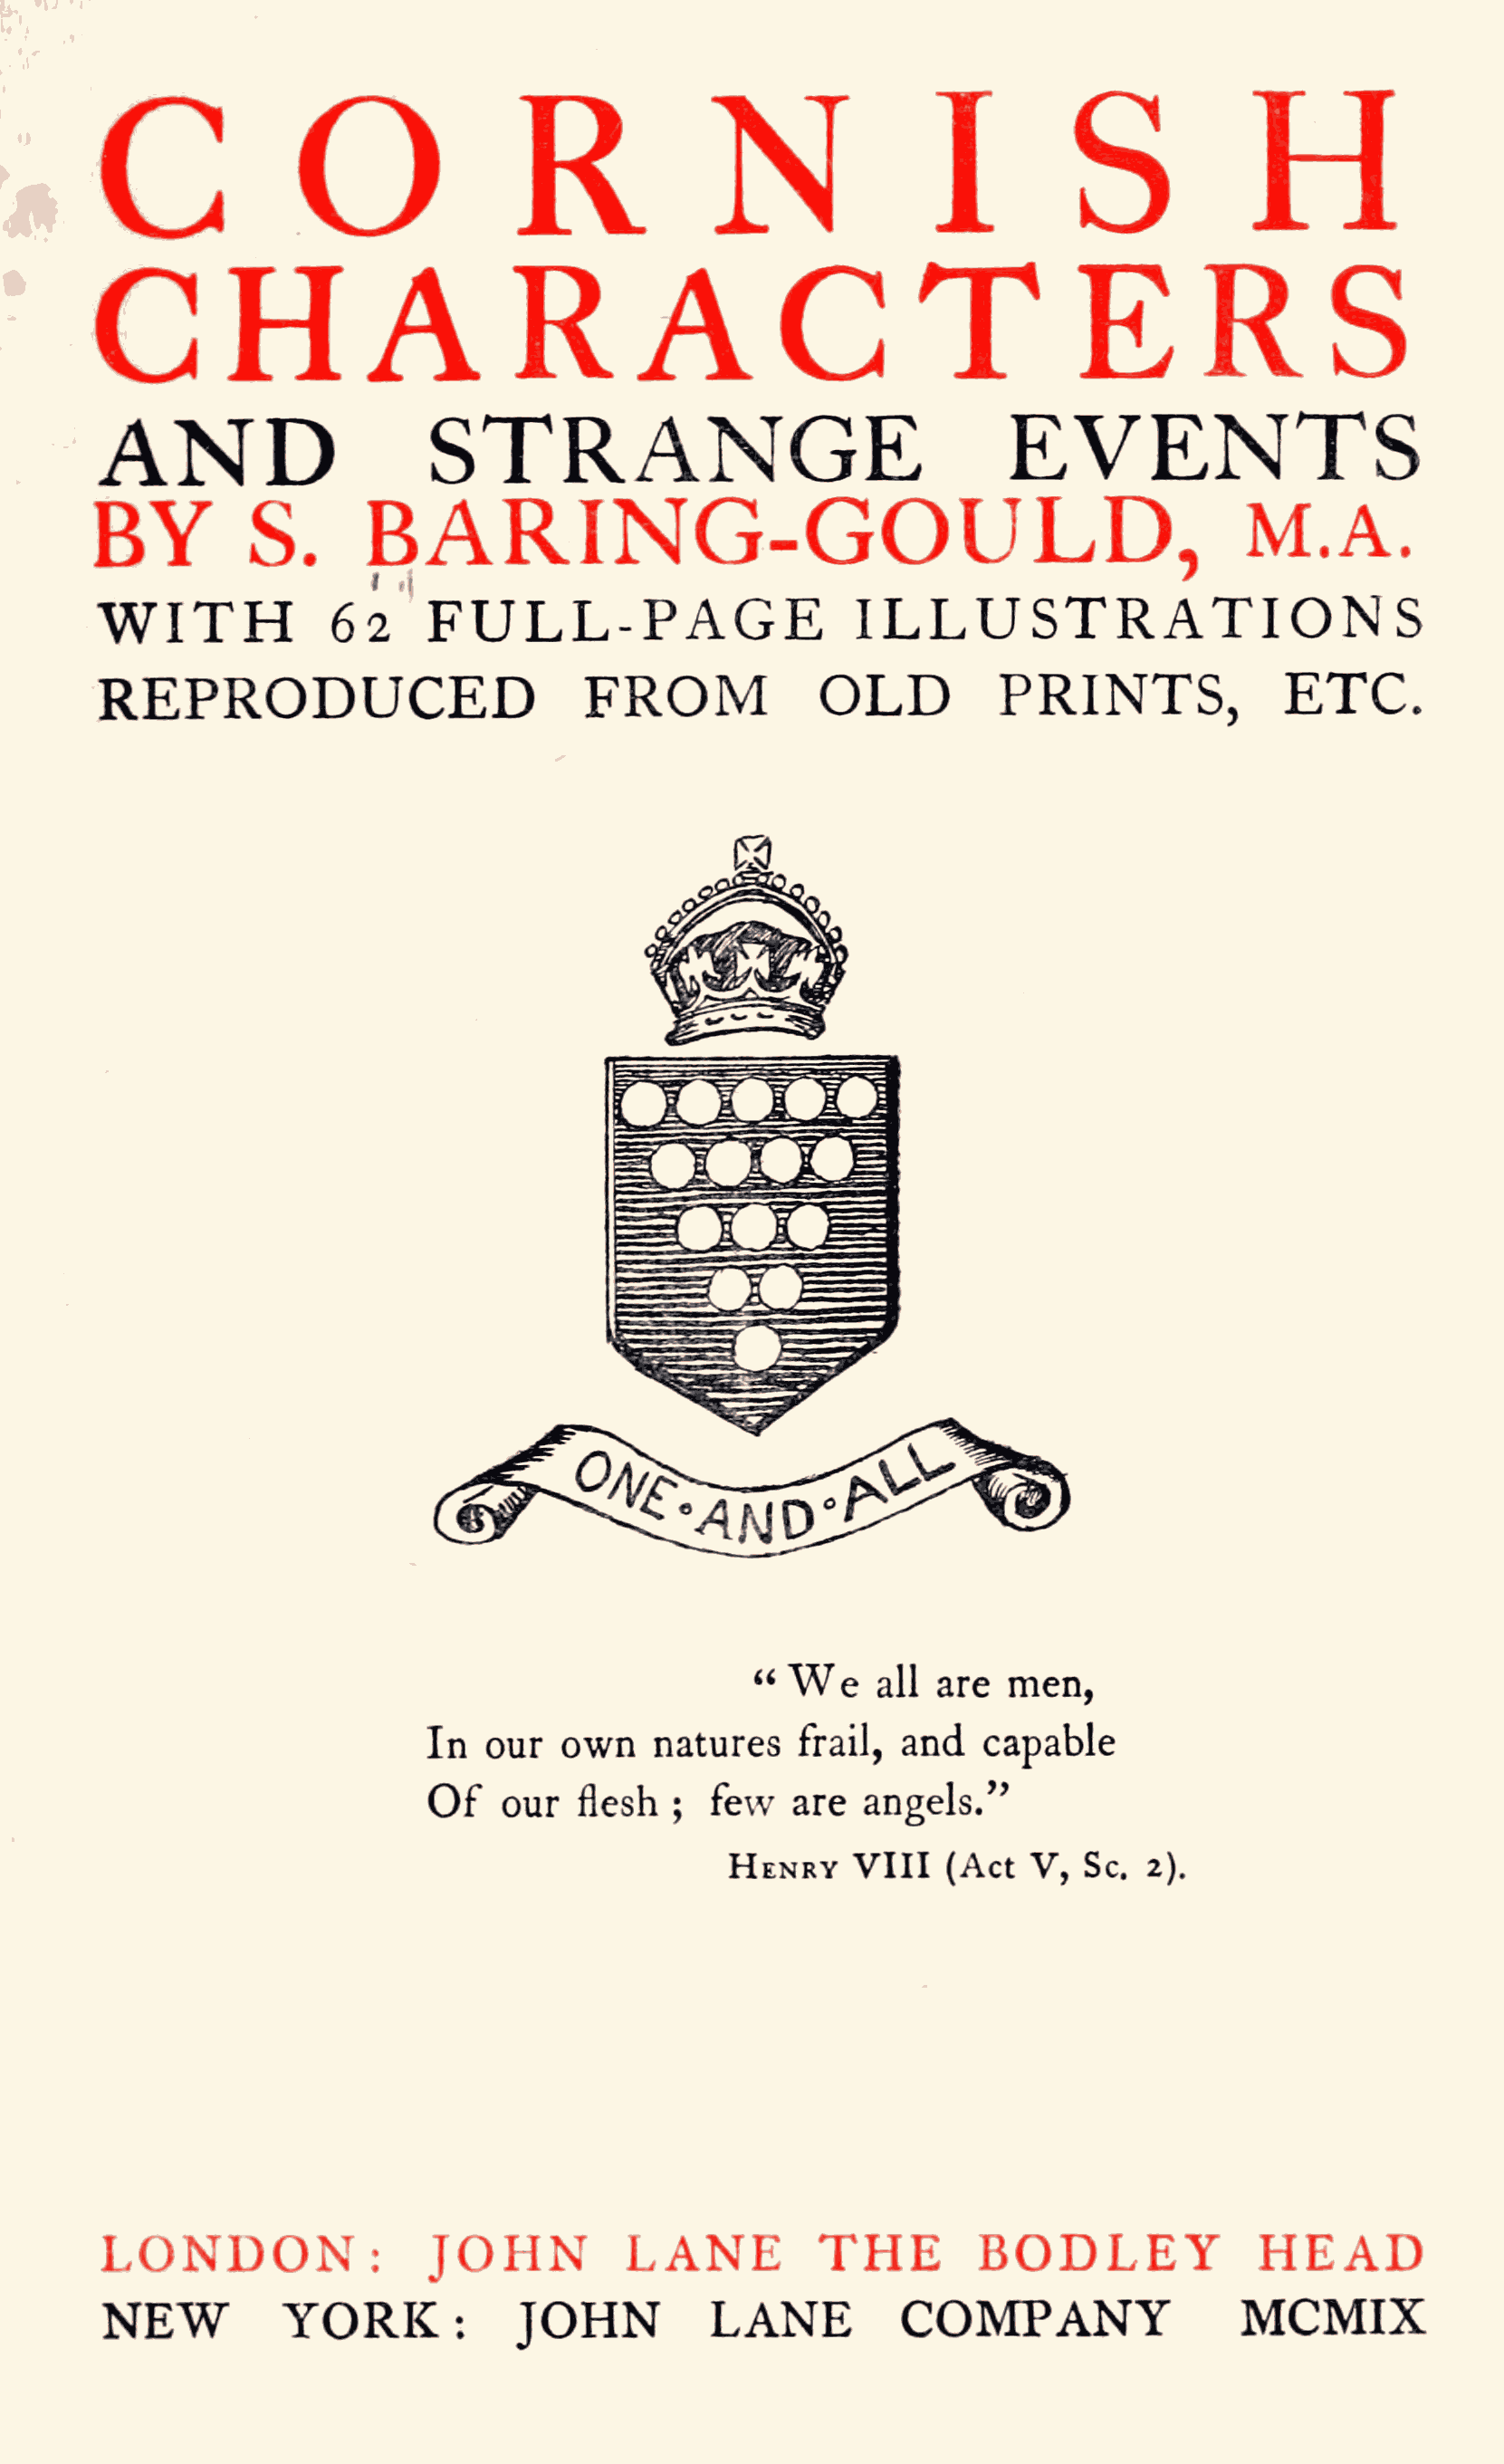 CORNISH
CHARACTERS
AND STRANGE EVENTS
BY S. BARING-GOULD, M.A.
WITH 62 FULL-PAGE ILLUSTRATIONS
REPRODUCED FROM OLD PRINTS, ETC.
ONE·AND·ALL
“We all are men,
In our own natures frail, and capable
Of our flesh; few are angels.”
HENRY VIII (Act V, Sc. 2).
LONDON: JOHN LANE THE BODLEY HEAD
NEW YORK: JOHN LANE COMPANY MCMIX